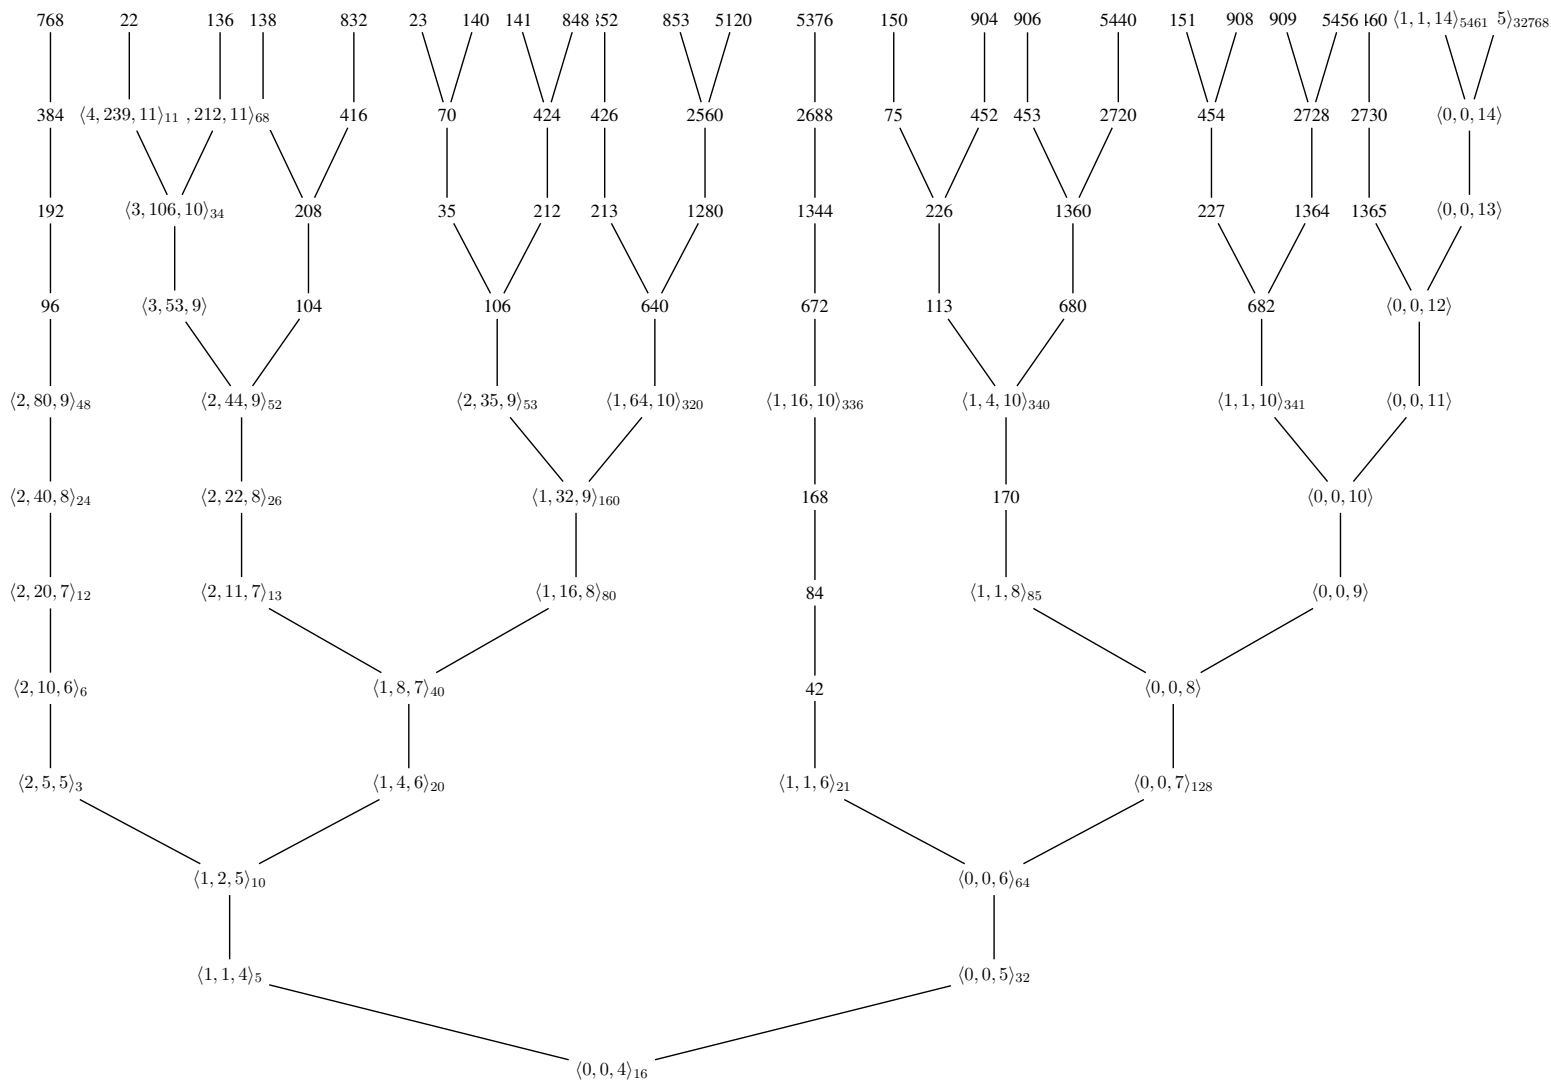 768 22 136 138 832 23 140 141 848 352 853 5120 5376 150 904 906 5440 151 908 909 5456 460 ⟨1, 1, 14⟩5461 5⟩32768
384 ⟨4, 239, 11⟩11 , 212, 11⟩68 416 70 424 426 2560 2688 75 452 453 2720 454 2728 2730 ⟨0, 0, 14⟩
192 ⟨3, 106, 10⟩34 208 35 212 213 1280 1344 226 1360 227 1364 1365 ⟨0, 0, 13⟩
96 ⟨3, 53, 9⟩ 104 106 640 672 113 680 682 ⟨0, 0, 12⟩
⟨2, 80, 9⟩48 ⟨2, 44, 9⟩52 ⟨2, 35, 9⟩53 ⟨1, 64, 10⟩320 ⟨1, 16, 10⟩336 ⟨1, 4, 10⟩340 ⟨1, 1, 10⟩341 ⟨0, 0, 11⟩
⟨2, 40, 8⟩24 ⟨2, 22, 8⟩26 ⟨1, 32, 9⟩160 168 170 ⟨0, 0, 10⟩
⟨2, 20, 7⟩12 ⟨2, 11, 7⟩13 ⟨1, 16, 8⟩80 84 ⟨1, 1, 8⟩85 ⟨0, 0, 9⟩
⟨2, 10, 6⟩6 ⟨1, 8, 7⟩40 42 ⟨0, 0, 8⟩
⟨2, 5, 5⟩3 ⟨1, 4, 6⟩20 ⟨1, 1, 6⟩21 ⟨0, 0, 7⟩128
⟨1, 2, 5⟩10 ⟨0, 0, 6⟩64
⟨1, 1, 4⟩5 ⟨0, 0, 5⟩32
⟨0, 0, 4⟩16